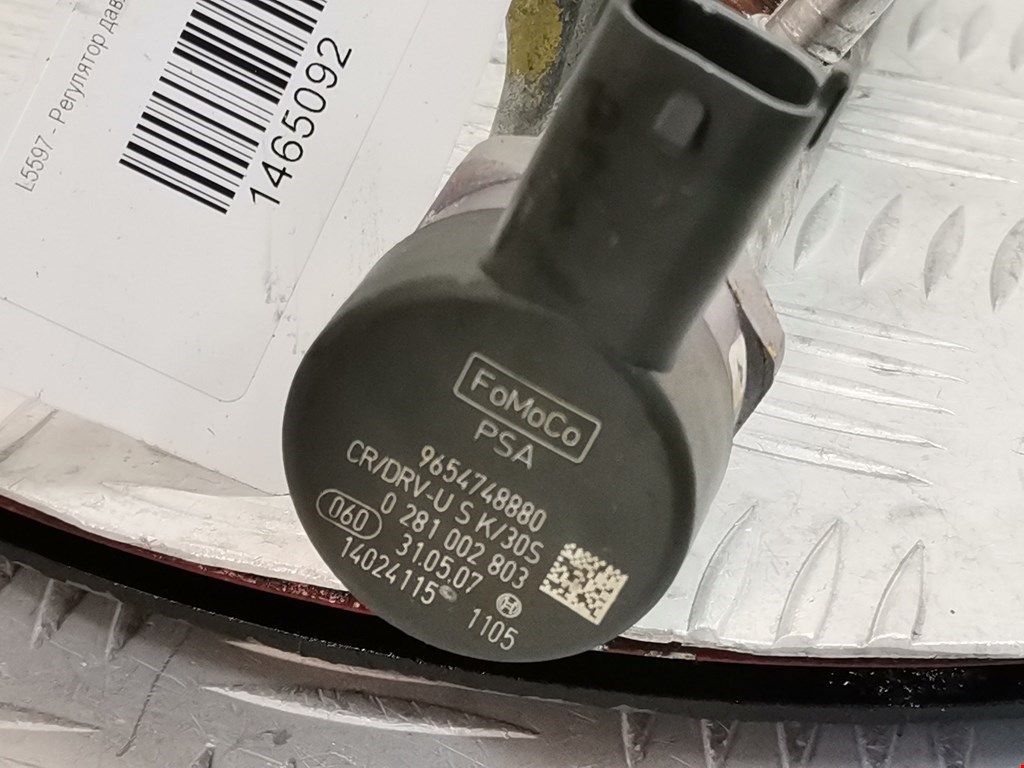 L5597 - Регулятор дав
1465092
FoMoCo
PSA
9654748880
CR/DRV-U S K/30S
0 281 002 803
060 31.05.07
14024115 1105